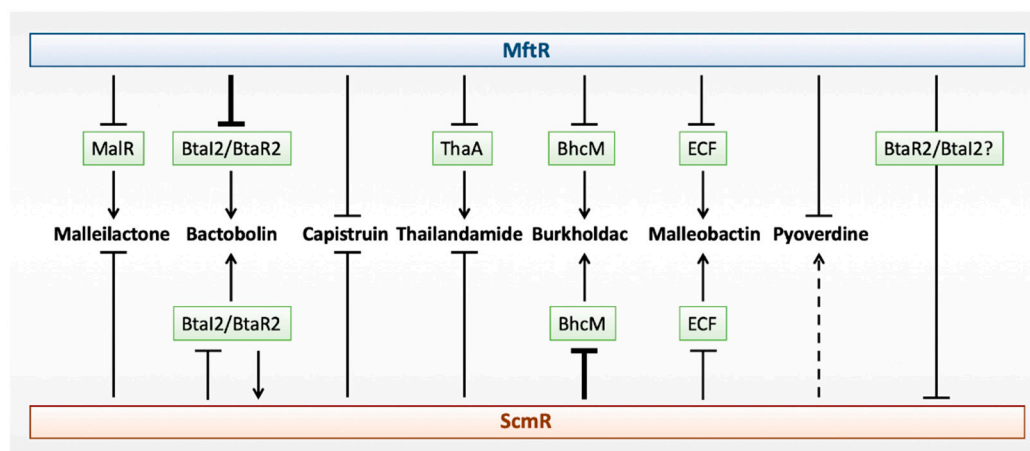 MftR
MalR BtaI2/BtaR2 ThaA BhcM ECF BtaR2/BtaI2?
Malleilactone Bactobolin Capistruin Thailandamide Burkholdac Malleobactin Pyoverdine
BtaI2/BtaR2 BhcM ECF
ScmR